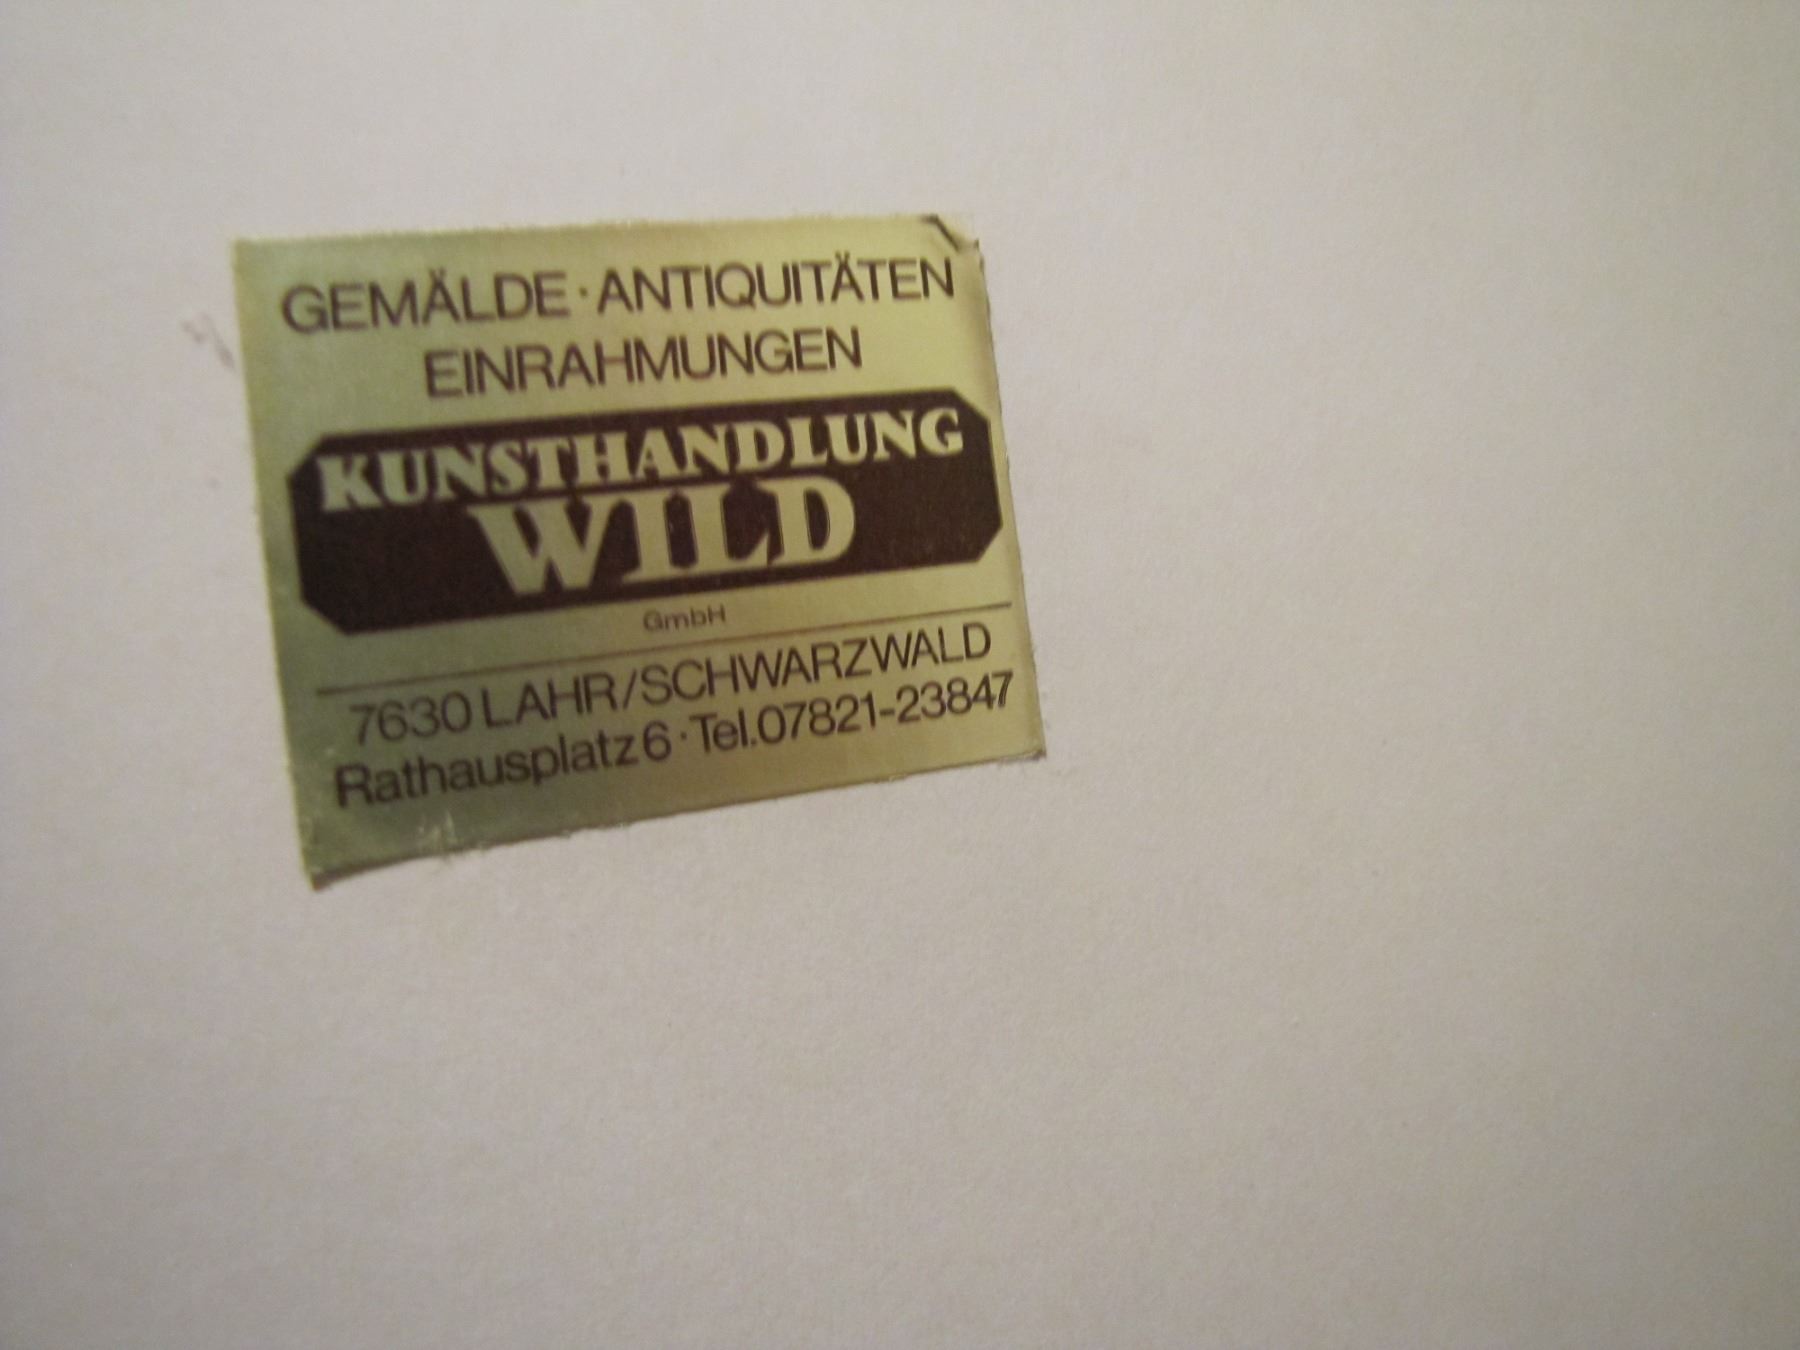 GEMÄLDE · ANTIQUITÄTEN
EINRAHMUNGEN
KUNSTHANDLUNG
WILD
GmbH
7630 LAHR/SCHWARZWALD
Rathausplatz 6 · Tel. 07821-23847